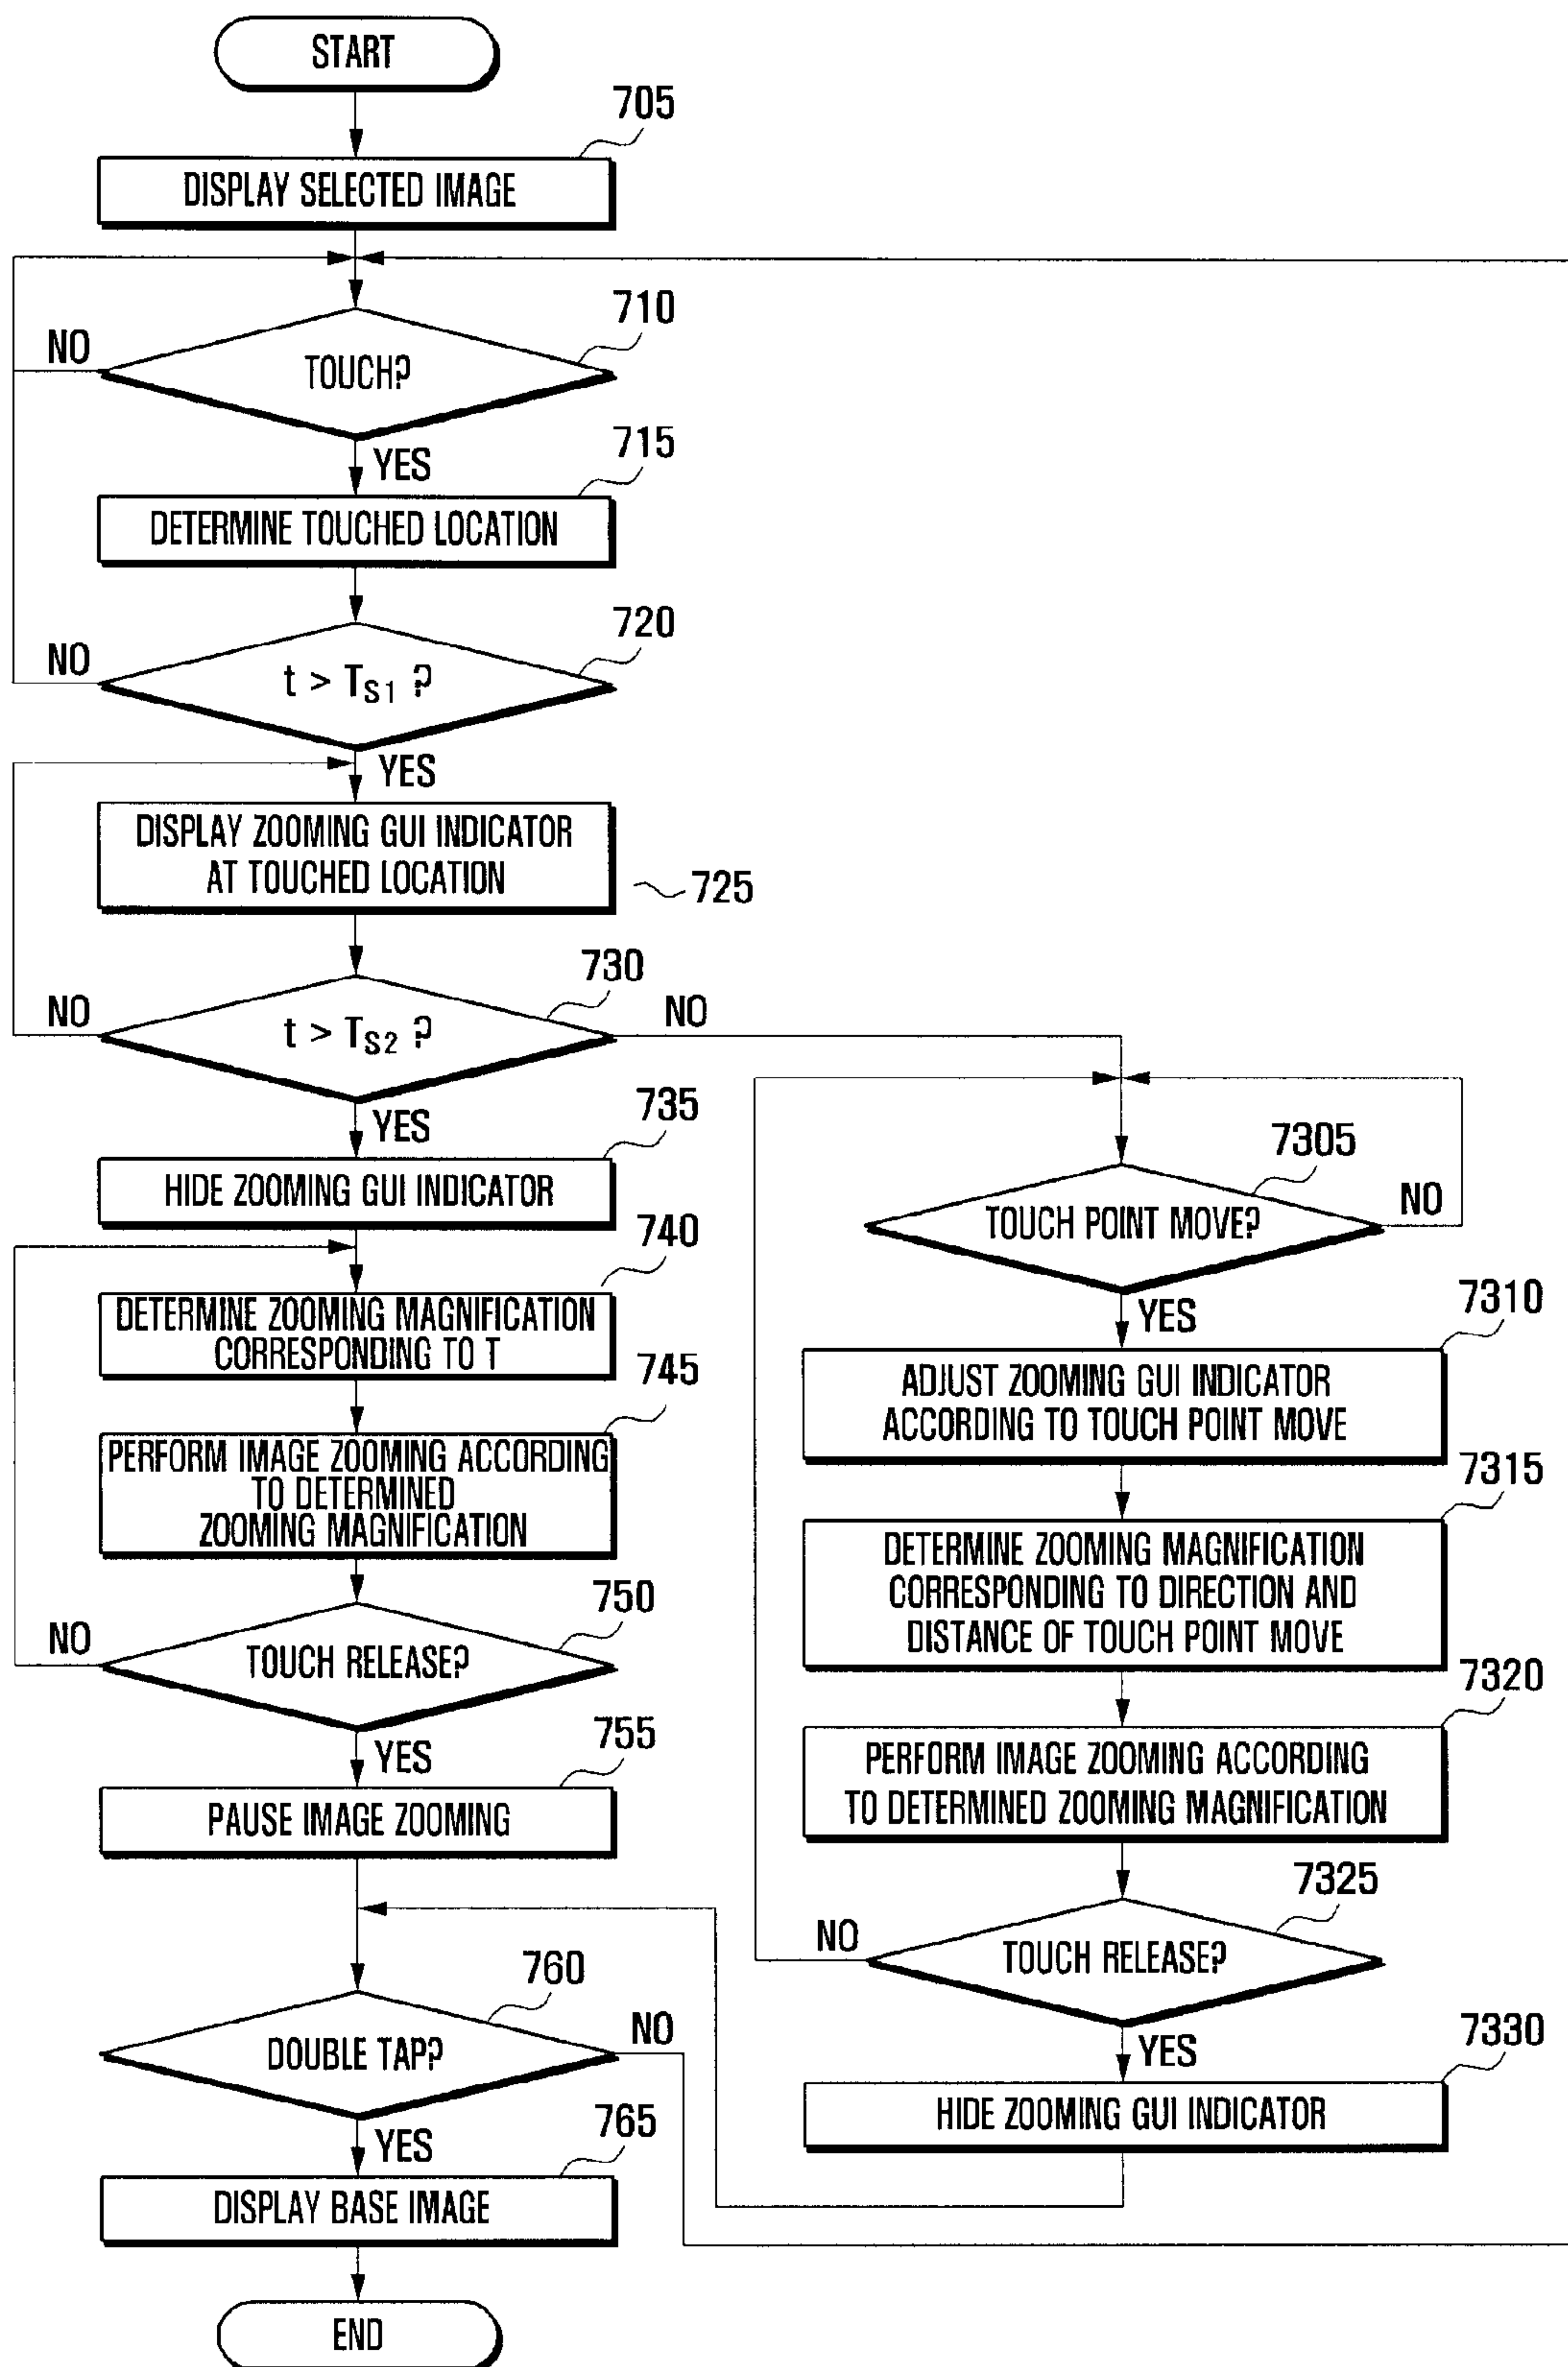 START
705
DISPLAY SELECTED IMAGE
710
NO
TOUCH?
YES
715
DETERMINE TOUCHED LOCATION
720
NO
t > TS1 ?
YES
DISPLAY ZOOMING GUI INDICATOR
AT TOUCHED LOCATION
725
730
NO
t > TS2 ?
NO
YES
735
HIDE ZOOMING GUI INDICATOR
740
DETERMINE ZOOMING MAGNIFICATION
CORRESPONDING TO T
745
PERFORM IMAGE ZOOMING ACCORDING
TO DETERMINED
ZOOMING MAGNIFICATION
750
NO
TOUCH RELEASE?
YES
755
PAUSE IMAGE ZOOMING
760
DOUBLE TAP?
NO
YES
765
DISPLAY BASE IMAGE
END
7305
TOUCH POINT MOVE?
NO
YES
7310
ADJUST ZOOMING GUI INDICATOR
ACCORDING TO TOUCH POINT MOVE
7315
DETERMINE ZOOMING MAGNIFICATION
CORRESPONDING TO DIRECTION AND
DISTANCE OF TOUCH POINT MOVE
7320
PERFORM IMAGE ZOOMING ACCORDING
TO DETERMINED ZOOMING MAGNIFICATION
7325
NO
TOUCH RELEASE?
YES
7330
HIDE ZOOMING GUI INDICATOR